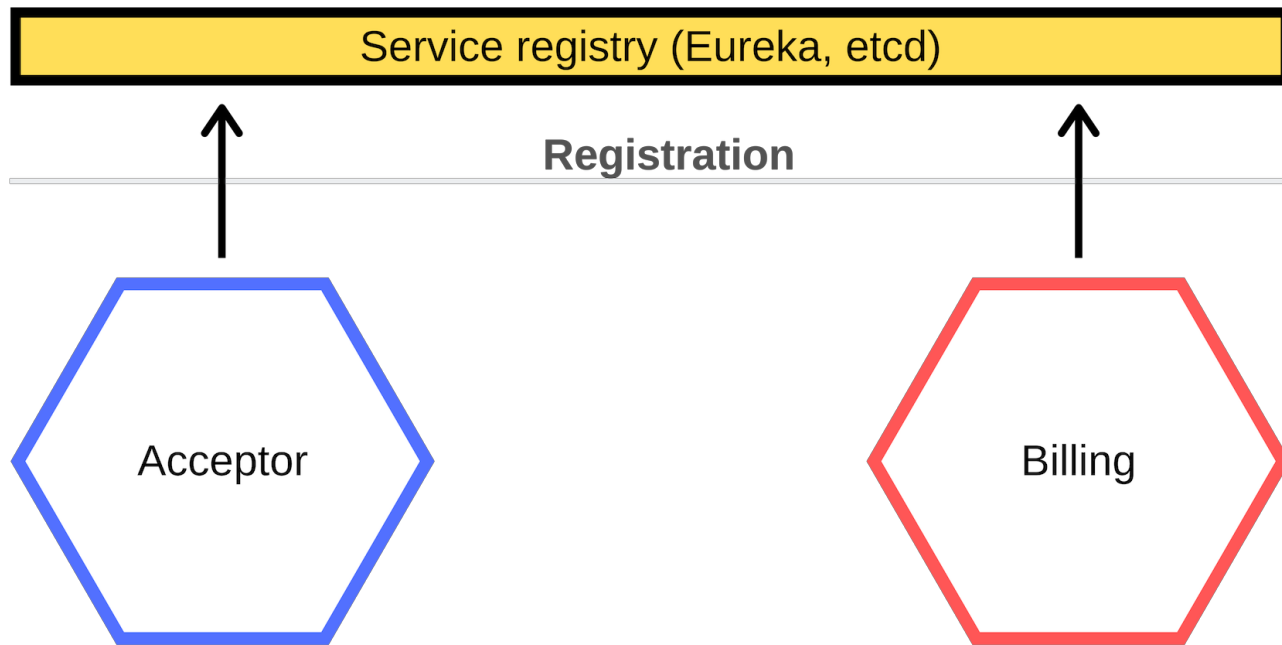 Service registry (Eureka, etcd)
Registration
Acceptor
Billing